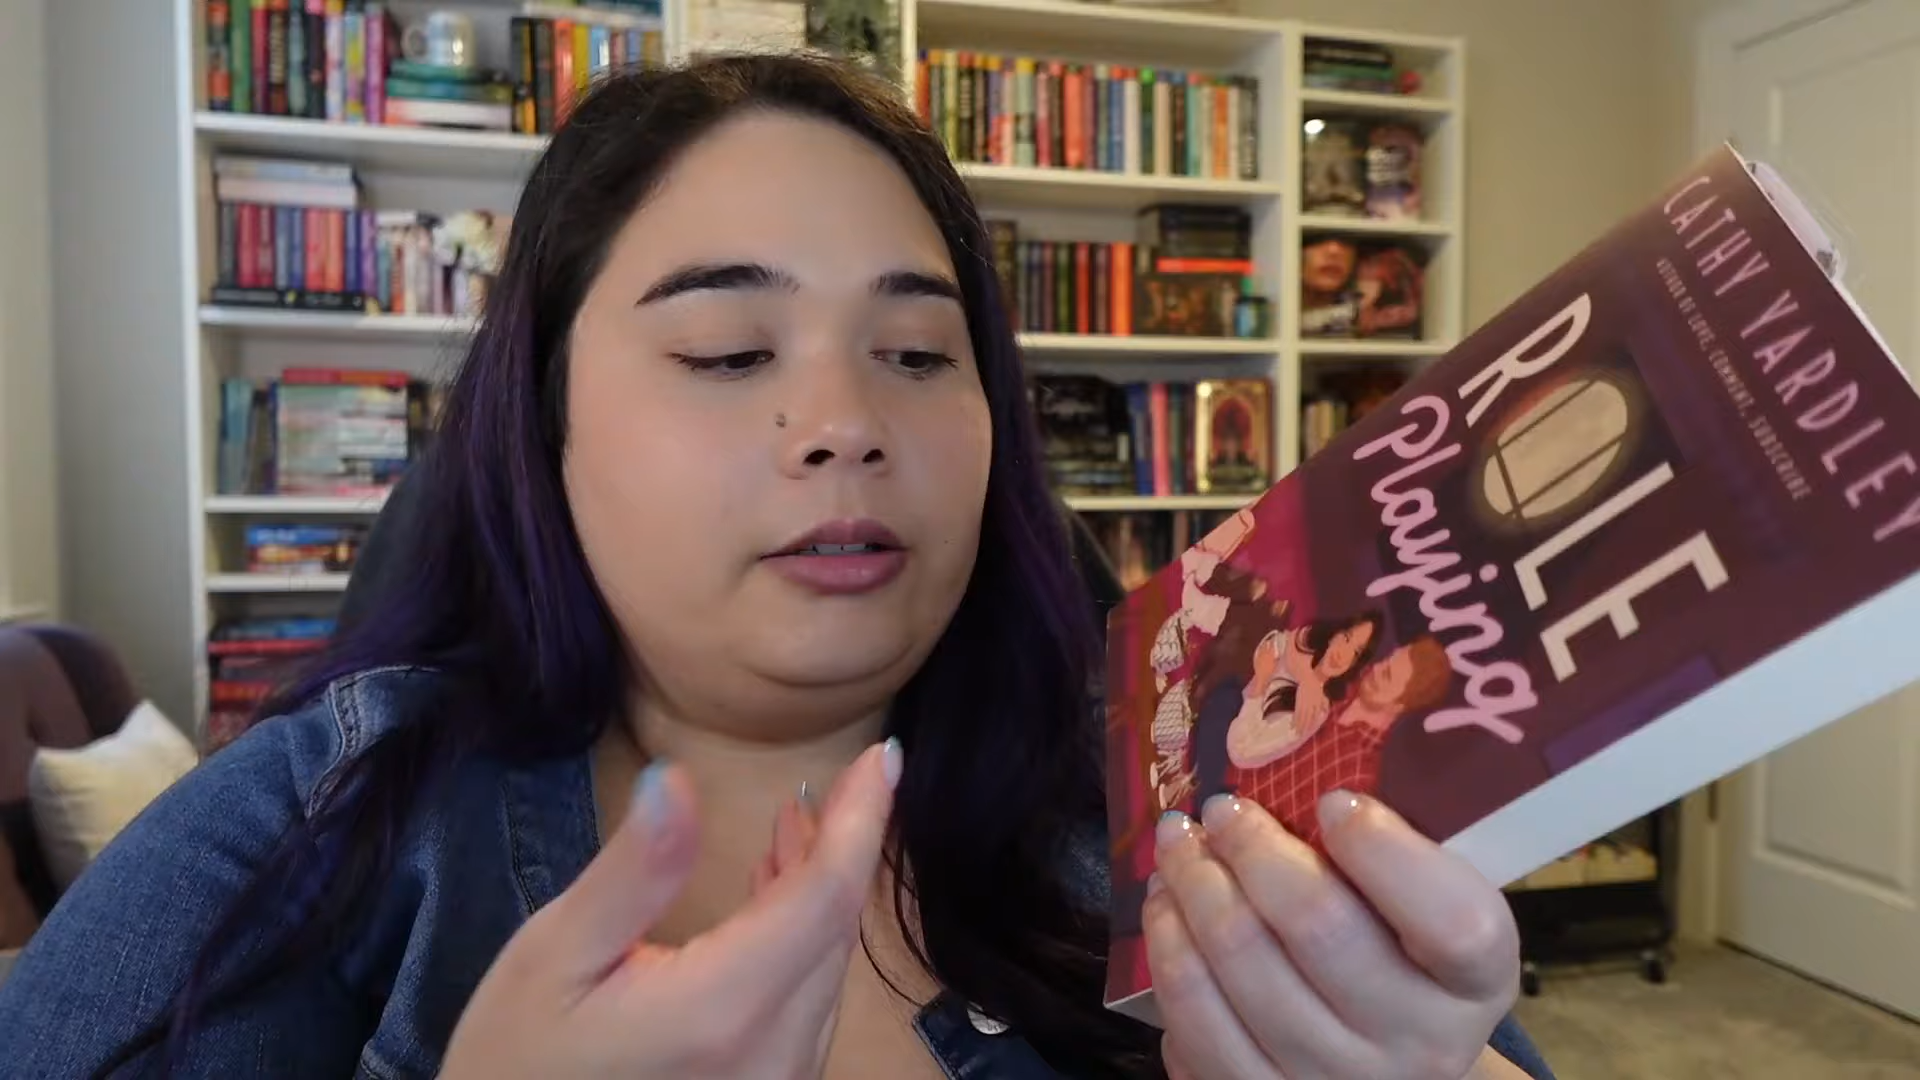 CATHY YARDLEY
AUTHOR OF LOVE, COMMENT, SUBSCRIBE
ROLE
Playing